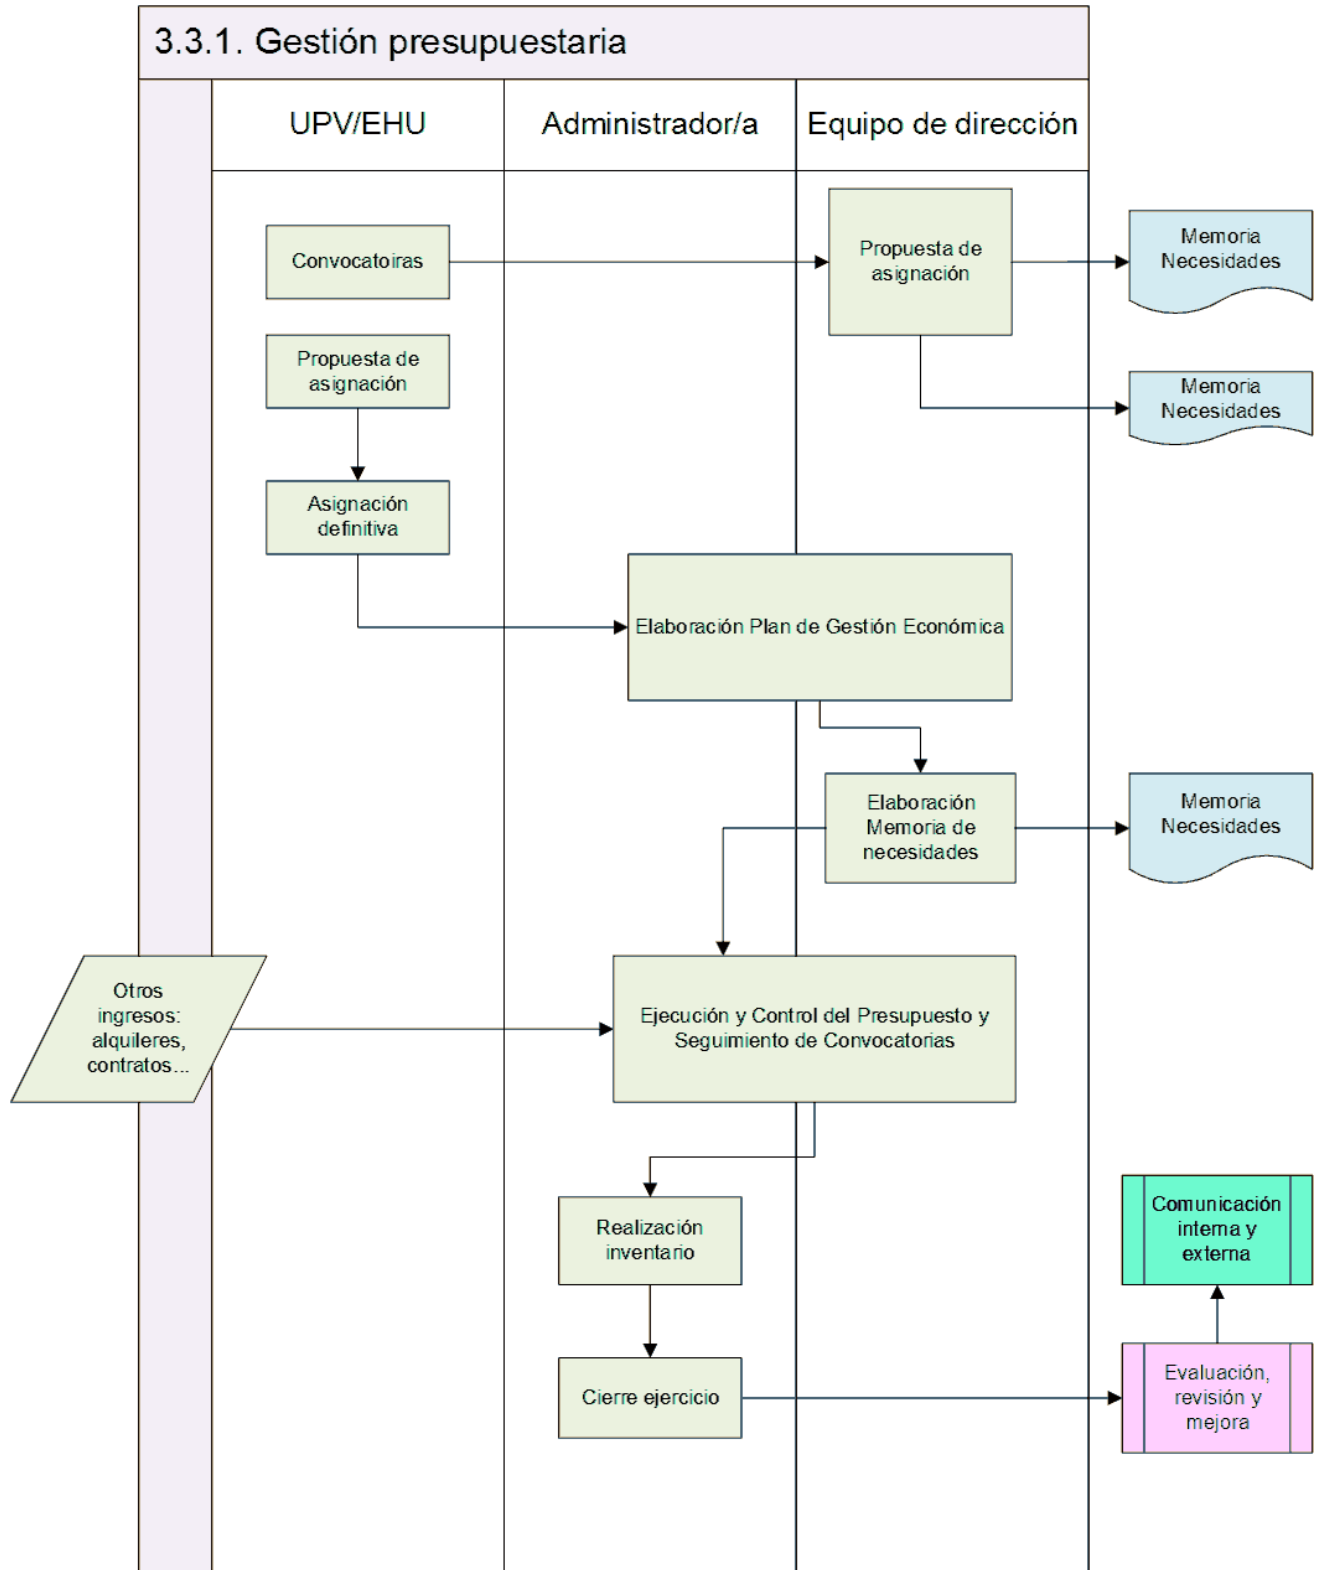 3.3.1. Gestión presupuestaria
UPV/EHU
Administrador/a
Equipo de dirección
Convocatoiras
Propuesta de
asignación
Memoria
Necesidades
Propuesta de
asignación
Memoria
Necesidades
Asignación
definitiva
Elaboración Plan de Gestión Económica
Elaboración
Memoria de
necesidades
Memoria
Necesidades
Otros
ingresos:
alquileres,
contratos...
Ejecución y Control del Presupuesto y
Seguimiento de Convocatorias
Realización
inventario
Comunicación
interna y
externa
Cierre ejercicio
Evaluación,
revisión y
mejora